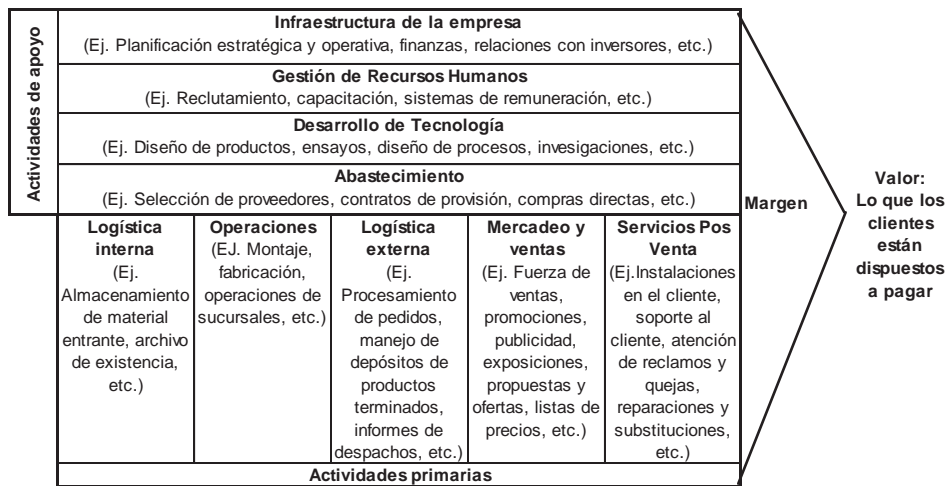 Actividades de apoyo
Infraestructura de la empresa
(Ej. Planificación estratégica y operativa, finanzas, relaciones con inversores, etc.)
Gestión de Recursos Humanos
(Ej. Reclutamiento, capacitación, sistemas de remuneración, etc.)
Desarrollo de Tecnología
(Ej. Diseño de productos, ensayos, diseño de procesos, invesigaciones, etc.)
Abastecimiento
(Ej. Selección de proveedores, contratos de provisión, compras directas, etc.)
Logística
interna
(Ej.
Almacenamiento
de material
entrante, archivo
de existencia,
etc.)
Operaciones
(EJ. Montaje,
fabricación,
operaciones de
sucursales, etc.)
Logística
externa
(Ej.
Procesamiento
de pedidos,
manejo de
depósitos de
productos
terminados,
informes de
despachos, etc.)
Mercadeo y
ventas
(Ej. Fuerza de
ventas,
promociones,
publicidad,
exposiciones,
propuestas y
ofertas, listas de
precios, etc.)
Servicios Pos
Venta
(Ej.Instalaciones
en el cliente,
soporte al
cliente, atención
de reclamos y
quejas,
reparaciones y
substituciones,
etc.)
Actividades primarias
Margen
Valor:
Lo que los
clientes
están
dispuestos
a pagar